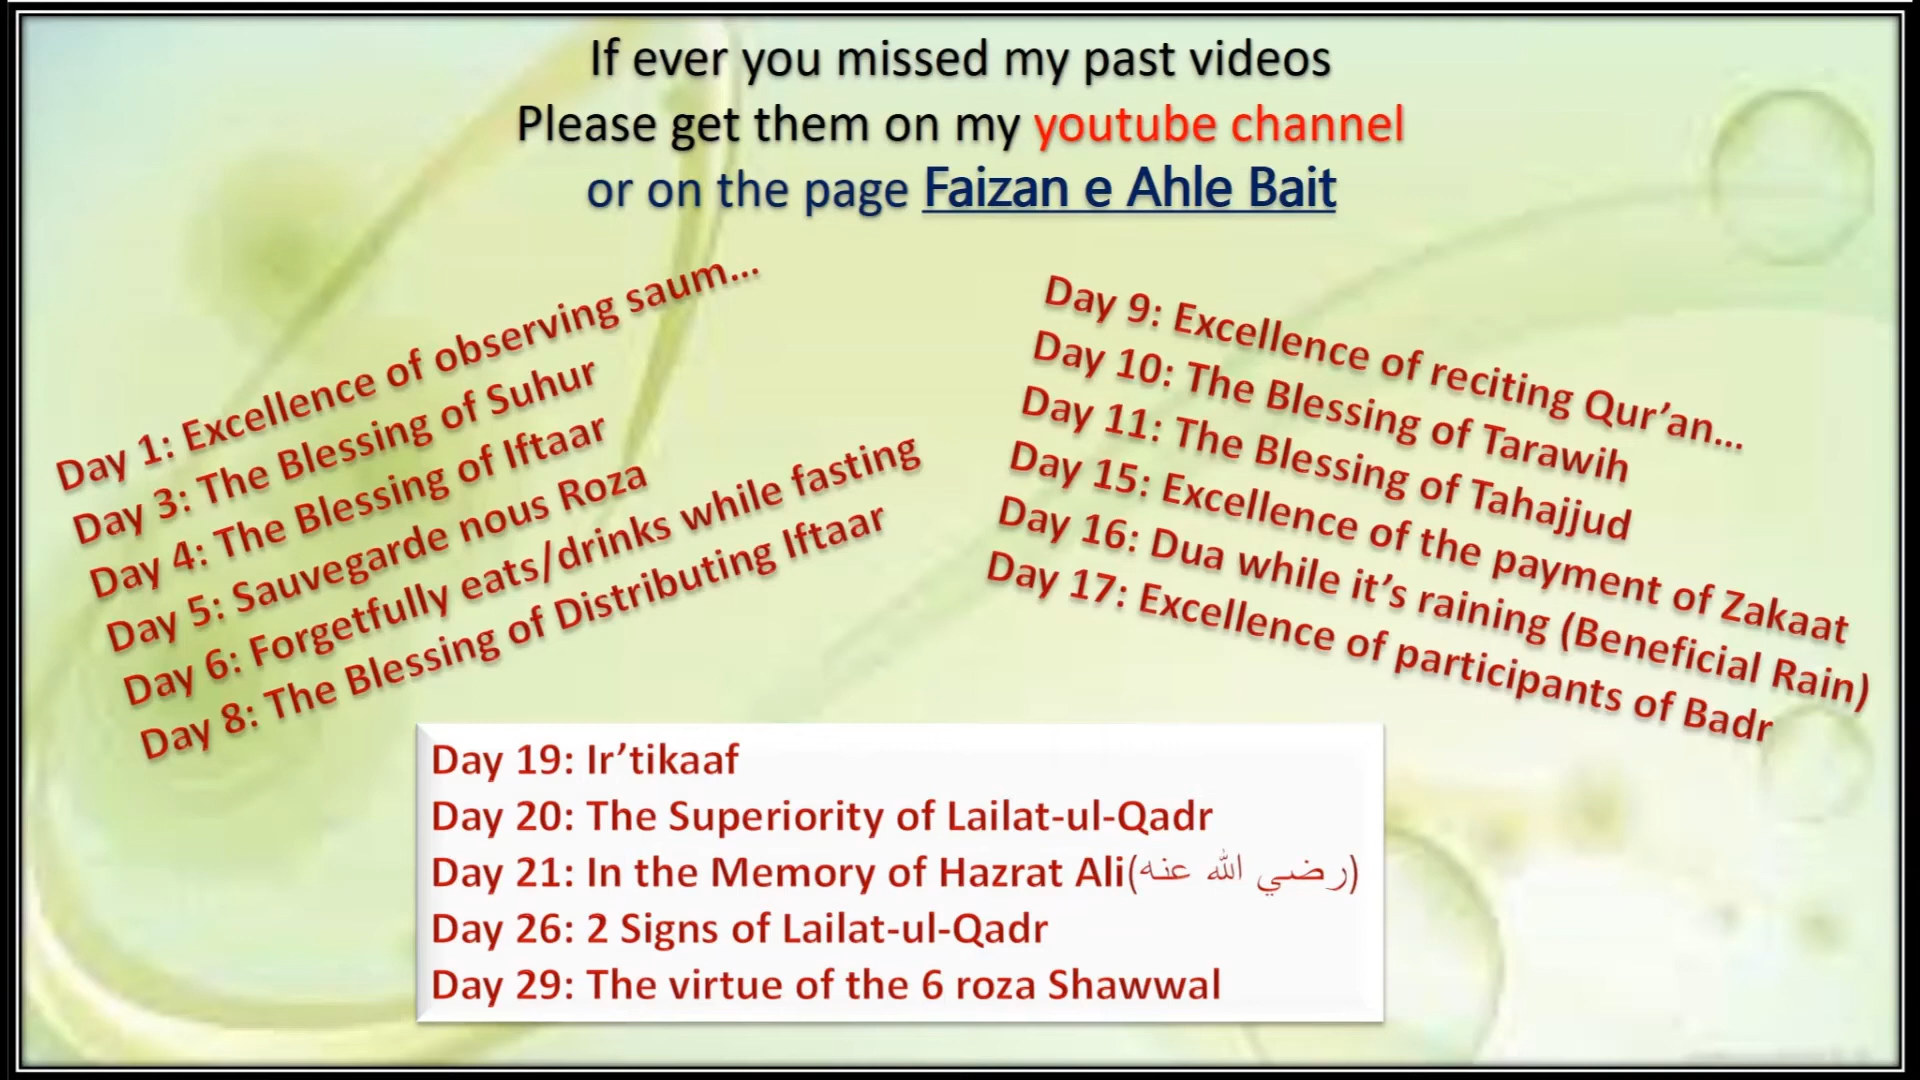 If ever you missed my past videos
Please get them on my youtube channel
or on the page Faizan e Ahle Bait
Day 1: Excellence of observing saum...
Day 3: The Blessing of Suhur
Day 4: The Blessing of Iftaar
Day 5: Sauvegarde nous Roza
Day 6: Forgetfully eats/drinks while fasting
Day 8: The Blessing of Distributing Iftaar
Day 9: Excellence of reciting Qur’an...
Day 10: The Blessing of Tarawih
Day 11: The Blessing of Tahajjud
Day 15: Excellence of the payment of Zakaat
Day 16: Dua while it’s raining (Beneficial Rain)
Day 17: Excellence of participants of Badr
Day 19: Ir’tikaaf
Day 20: The Superiority of Lailat-ul-Qadr
Day 21: In the Memory of Hazrat Ali(رضي الله عنه)
Day 26: 2 Signs of Lailat-ul-Qadr
Day 29: The virtue of the 6 roza Shawwal